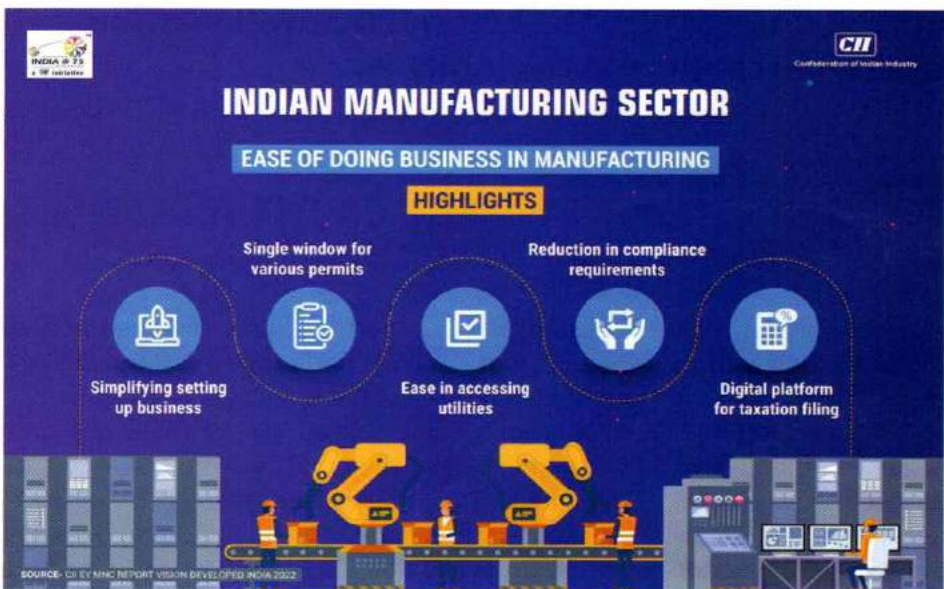 INDIA @ 75
a CII initiative
CII
Confederation of Indian Industry
INDIAN MANUFACTURING SECTOR
EASE OF DOING BUSINESS IN MANUFACTURING
HIGHLIGHTS
Single window for
various permits
Reduction in compliance
requirements
Simplifying setting
up business
Ease in accessing
utilities
Digital platform
for taxation filing
SOURCE- CII EY MNC REPORT VISION DEVELOPED INDIA 2022